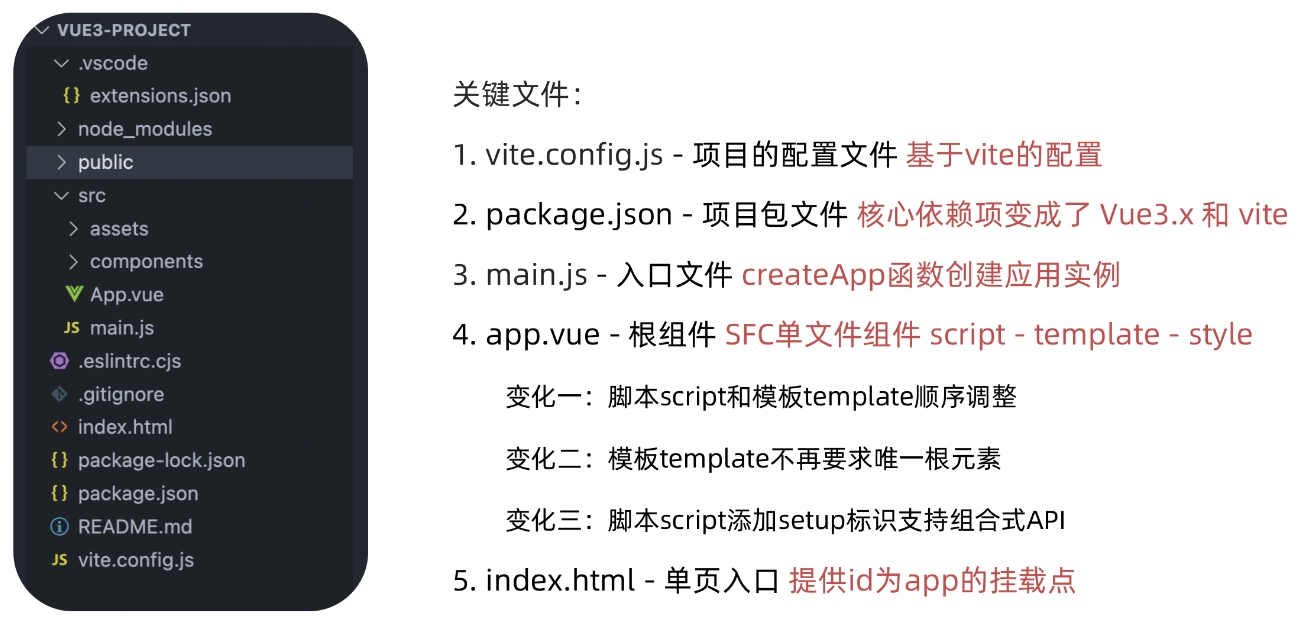 VUE3-PROJECT
.vscode
{} extensions.json
node_modules
public
src
assets
components
App.vue
JS main.js
.eslintrc.cjs
.gitignore
<> index.html
{} package-lock.json
{} package.json
README.md
JS vite.config.js
关键文件：
1. vite.config.js - 项目的配置文件 基于vite的配置
2. package.json - 项目包文件 核心依赖项变成了 Vue3.x 和 vite
3. main.js - 入口文件 createApp函数创建应用实例
4. app.vue - 根组件 SFC单文件组件 script - template - style
变化一：脚本script和模板template顺序调整
变化二：模板template不再要求唯一根元素
变化三：脚本script添加setup标识支持组合式API
5. index.html - 单页入口 提供id为app的挂载点